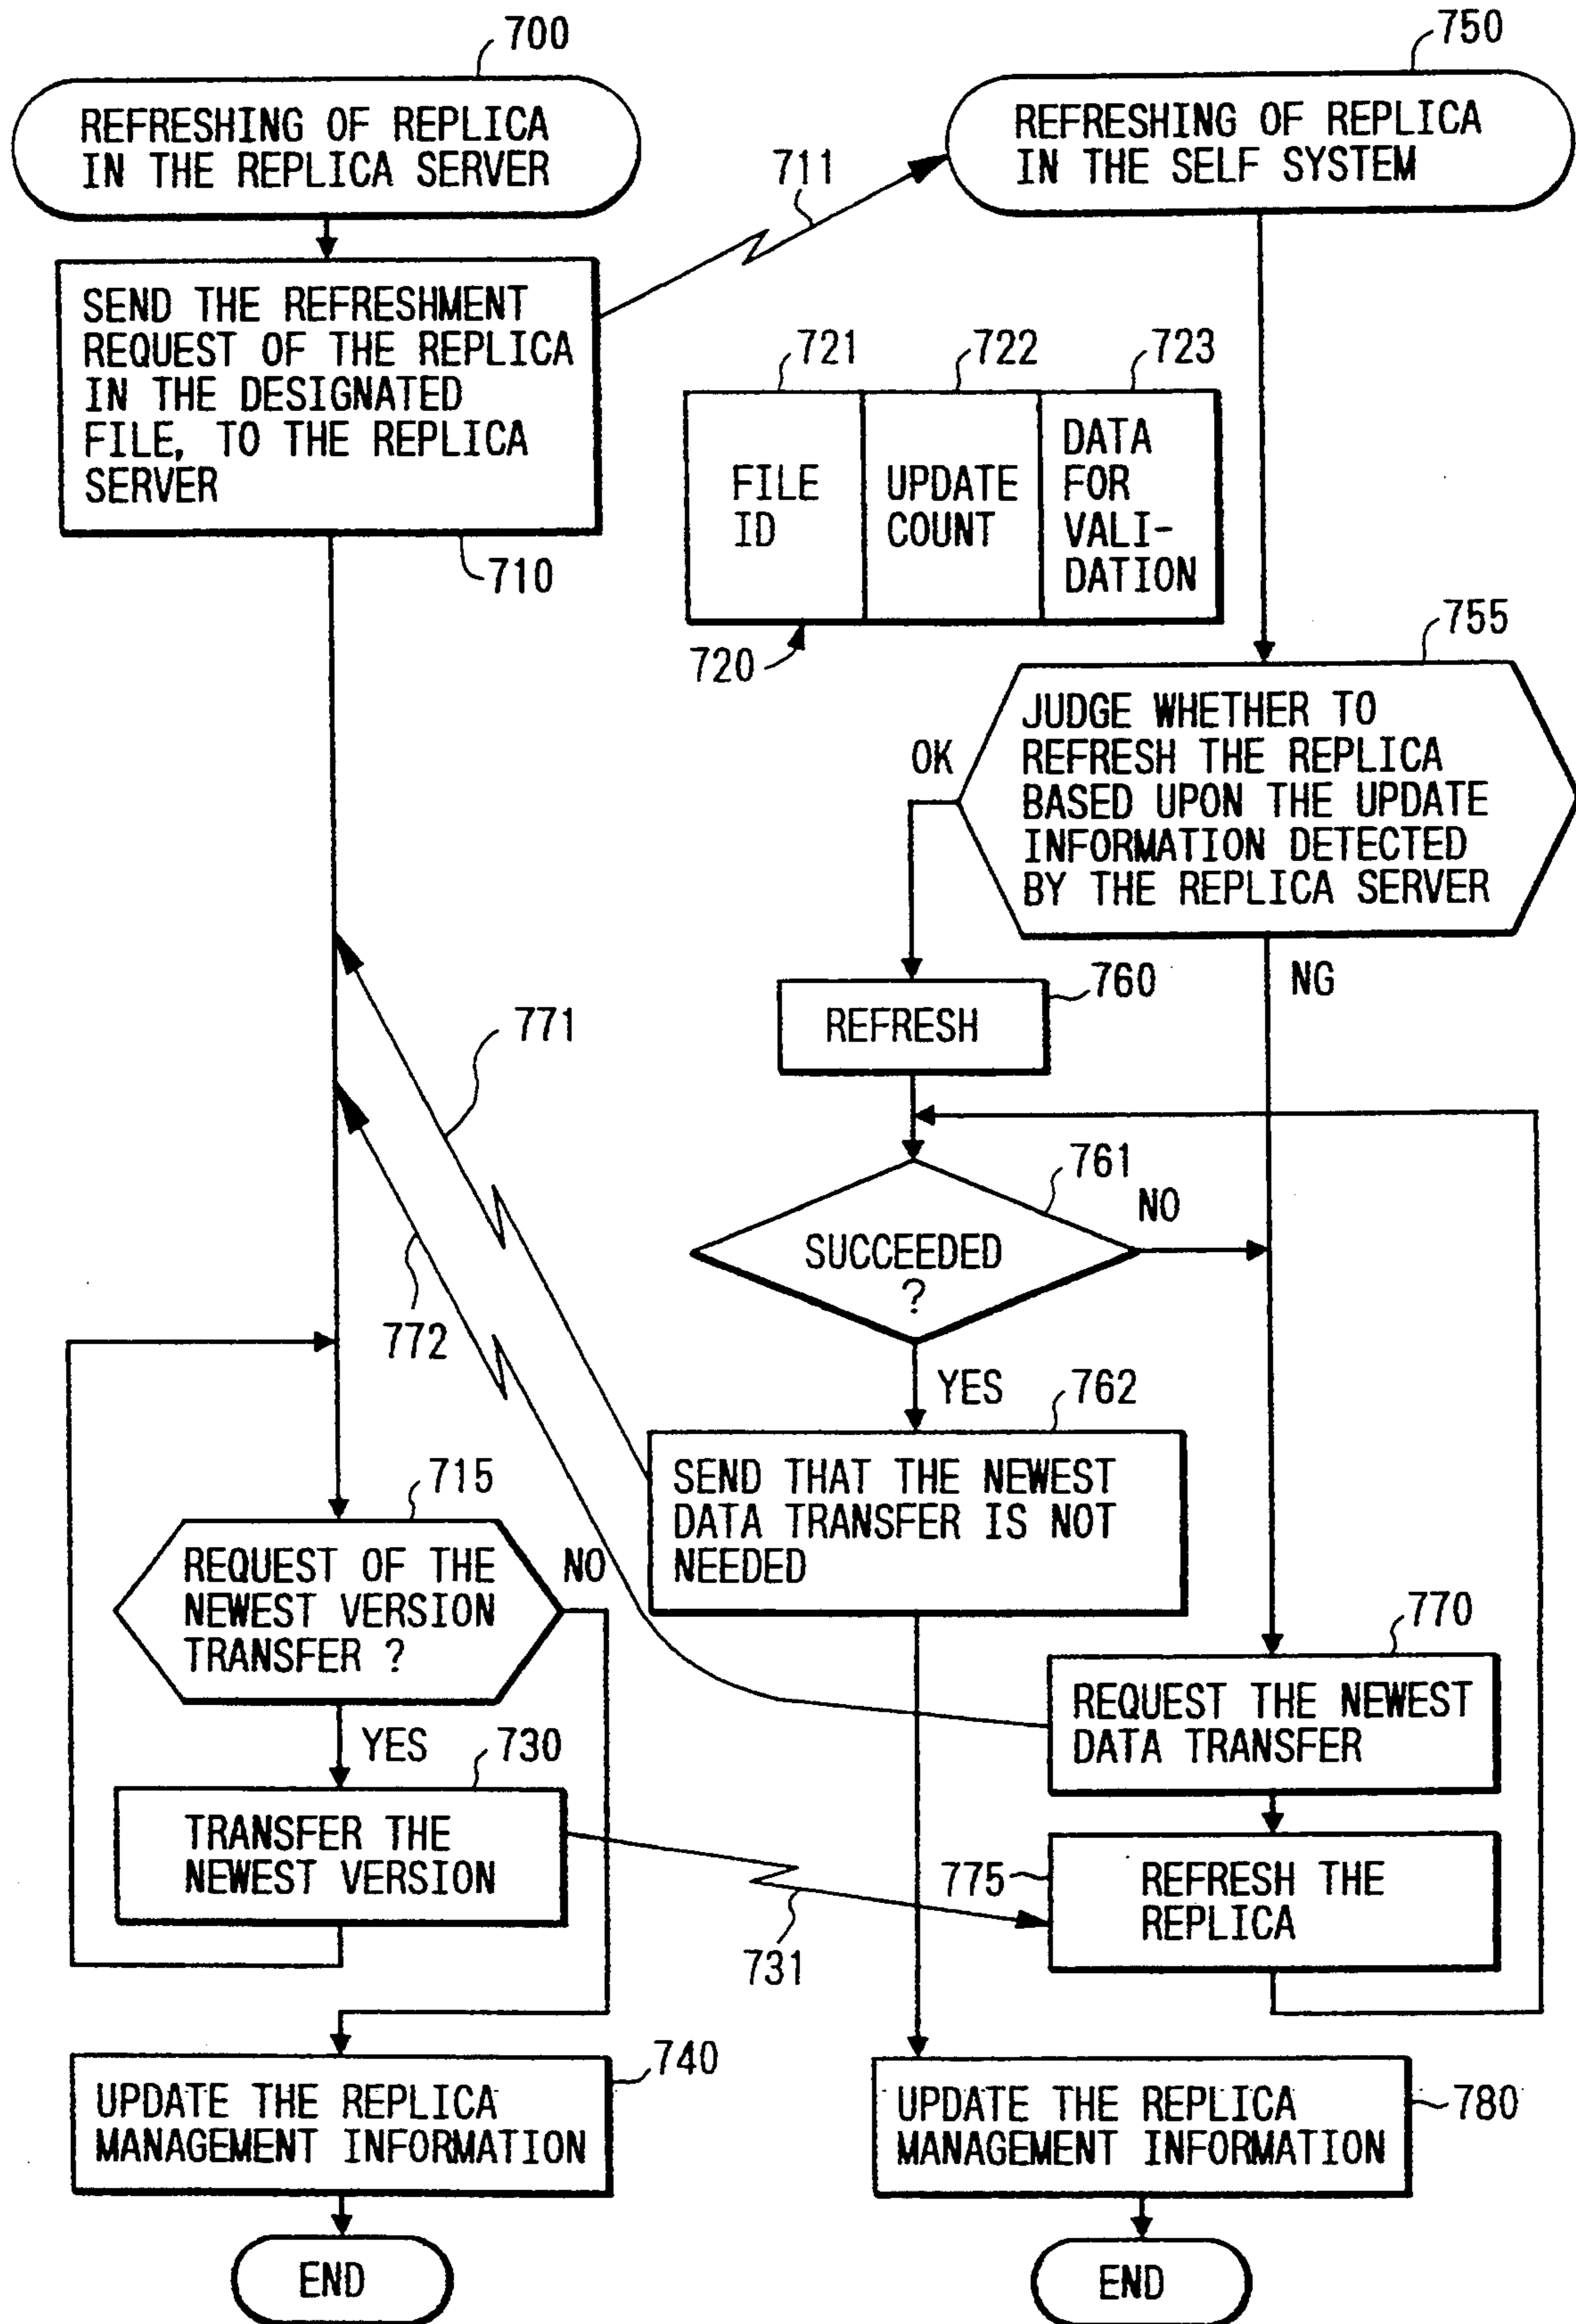 700
REFRESHING OF REPLICA
IN THE REPLICA SERVER
750
REFRESHING OF REPLICA
IN THE SELF SYSTEM
711
SEND THE REFRESHMENT
REQUEST OF THE REPLICA
IN THE DESIGNATED
FILE, TO THE REPLICA
SERVER
710
721
722
723
FILE
ID
UPDATE
COUNT
DATA
FOR
VALI-
DATION
720
755
JUDGE WHETHER TO
REFRESH THE REPLICA
BASED UPON THE UPDATE
INFORMATION DETECTED
BY THE REPLICA SERVER
OK
NG
760
REFRESH
771
761
NO
SUCCEEDED
?
772
YES
762
SEND THAT THE NEWEST
DATA TRANSFER IS NOT
NEEDED
715
REQUEST OF THE
NEWEST VERSION
TRANSFER ?
NO
YES
730
TRANSFER THE
NEWEST VERSION
770
REQUEST THE NEWEST
DATA TRANSFER
775
REFRESH THE
REPLICA
731
740
UPDATE THE REPLICA
MANAGEMENT INFORMATION
780
UPDATE THE REPLICA
MANAGEMENT INFORMATION
END
END